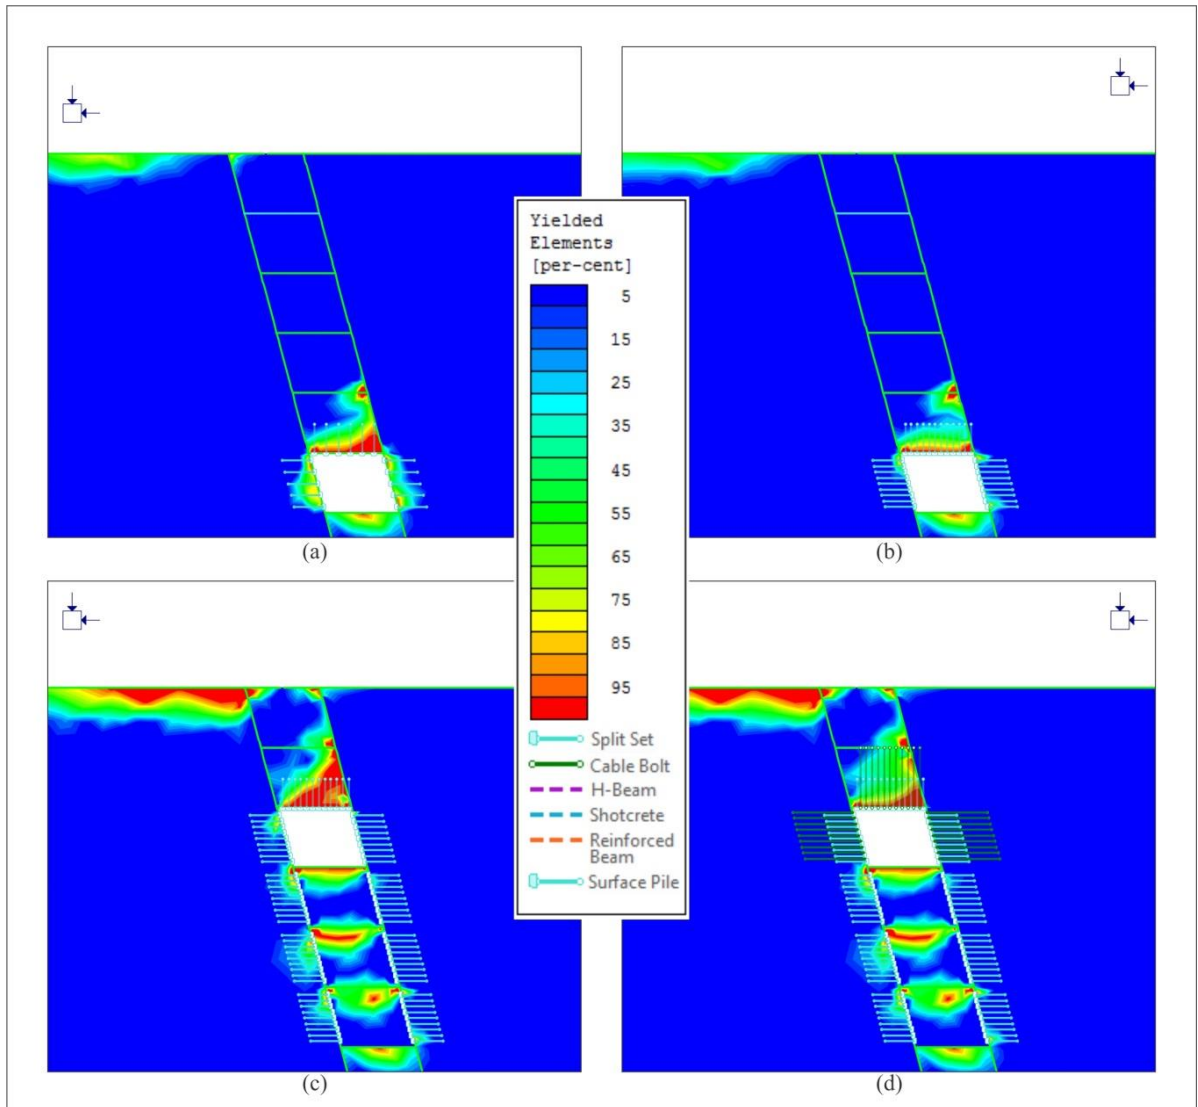 Yielded
Elements
[per-cent]
5
15
25
35
45
55
65
75
85
95
Split Set
Cable Bolt
H-Beam
Shotcrete
Reinforced
Beam
Surface Pile
(a)
(b)
(c)
(d)